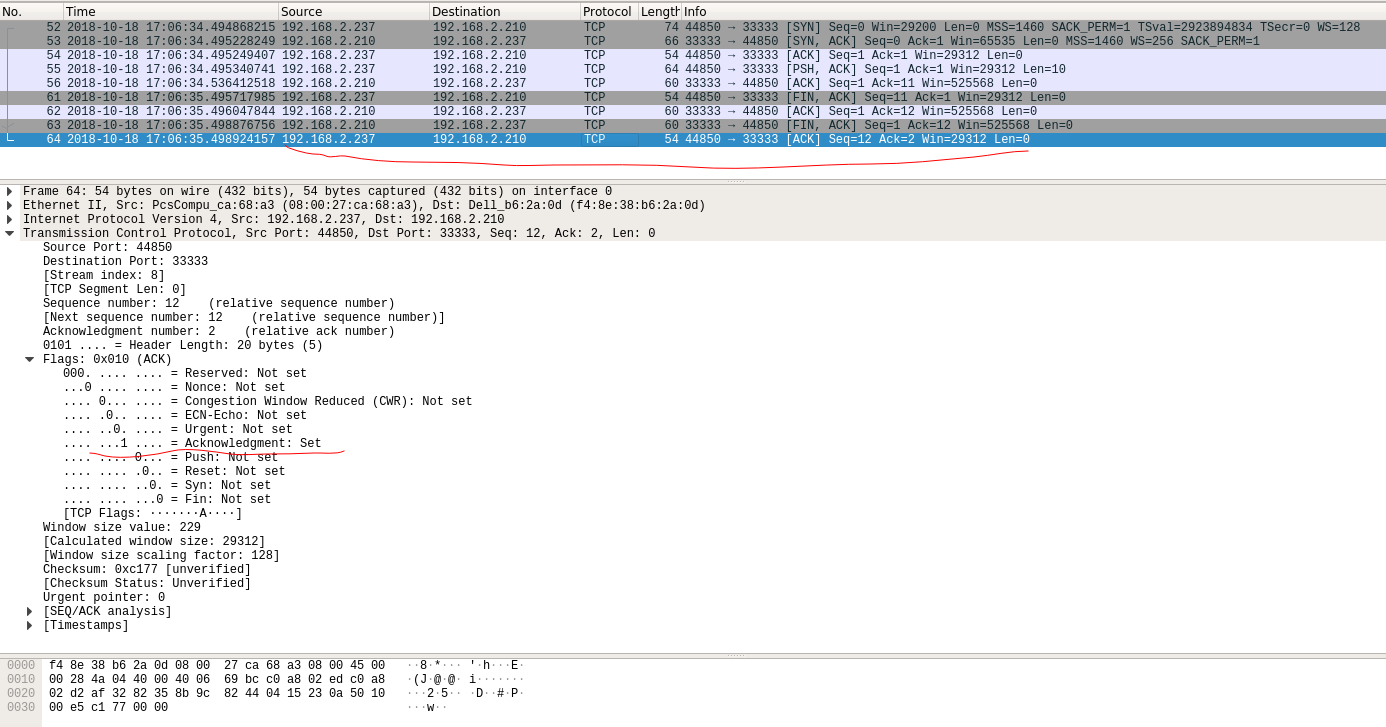 No. Time Source Destination Protocol Length Info
52 2018-10-18 17:06:34.494868215 192.168.2.237 192.168.2.210 TCP 74 44850 → 33333 [SYN] Seq=0 Win=29200 Len=0 MSS=1460 SACK_PERM=1 TSval=2923894834 TSecr=0 WS=128
53 2018-10-18 17:06:34.495228249 192.168.2.210 192.168.2.237 TCP 66 33333 → 44850 [SYN, ACK] Seq=0 Ack=1 Win=65535 Len=0 MSS=1460 WS=256 SACK_PERM=1
54 2018-10-18 17:06:34.495249407 192.168.2.237 192.168.2.210 TCP 54 44850 → 33333 [ACK] Seq=1 Ack=1 Win=29312 Len=0
55 2018-10-18 17:06:34.495340741 192.168.2.237 192.168.2.210 TCP 64 44850 → 33333 [PSH, ACK] Seq=1 Ack=1 Win=29312 Len=10
56 2018-10-18 17:06:34.536412518 192.168.2.210 192.168.2.237 TCP 60 33333 → 44850 [ACK] Seq=1 Ack=11 Win=525568 Len=0
61 2018-10-18 17:06:35.495717985 192.168.2.237 192.168.2.210 TCP 54 44850 → 33333 [FIN, ACK] Seq=11 Ack=1 Win=29312 Len=0
62 2018-10-18 17:06:35.496047844 192.168.2.210 192.168.2.237 TCP 60 33333 → 44850 [ACK] Seq=1 Ack=12 Win=525568 Len=0
63 2018-10-18 17:06:35.498876756 192.168.2.210 192.168.2.237 TCP 60 33333 → 44850 [FIN, ACK] Seq=1 Ack=12 Win=525568 Len=0
64 2018-10-18 17:06:35.498924157 192.168.2.237 192.168.2.210 TCP 54 44850 → 33333 [ACK] Seq=12 Ack=2 Win=29312 Len=0
Frame 64: 54 bytes on wire (432 bits), 54 bytes captured (432 bits) on interface 0
Ethernet II, Src: PcsCompu_ca:68:a3 (08:00:27:ca:68:a3), Dst: Dell_b6:2a:0d (f4:8e:38:b6:2a:0d)
Internet Protocol Version 4, Src: 192.168.2.237, Dst: 192.168.2.210
Transmission Control Protocol, Src Port: 44850, Dst Port: 33333, Seq: 12, Ack: 2, Len: 0
Source Port: 44850
Destination Port: 33333
[Stream index: 8]
[TCP Segment Len: 0]
Sequence number: 12    (relative sequence number)
[Next sequence number: 12    (relative sequence number)]
Acknowledgment number: 2    (relative ack number)
0101 .... = Header Length: 20 bytes (5)
Flags: 0x010 (ACK)
000. .... .... = Reserved: Not set
...0 .... .... = Nonce: Not set
.... 0... .... = Congestion Window Reduced (CWR): Not set
.... .0.. .... = ECN-Echo: Not set
.... ..0. .... = Urgent: Not set
.... ...1 .... = Acknowledgment: Set
.... .... 0... = Push: Not set
.... .... .0.. = Reset: Not set
.... .... ..0. = Syn: Not set
.... .... ...0 = Fin: Not set
[TCP Flags: ·······A····]
Window size value: 229
[Calculated window size: 29312]
[Window size scaling factor: 128]
Checksum: 0xc177 [unverified]
[Checksum Status: Unverified]
Urgent pointer: 0
[SEQ/ACK analysis]
[Timestamps]
0000 f4 8e 38 b6 2a 0d 08 00  27 ca 68 a3 08 00 45 00 ··8·*··· '·h···E·
0010 00 28 4a 04 40 00 40 06  69 bc c0 a8 02 ed c0 a8 ·(J·@·@· i·······
0020 02 d2 af 32 82 35 8b 9c  82 44 04 15 23 0a 50 10 ···2·5·· ·D··#·P·
0030 00 e5 c1 77 00 00 ···w··